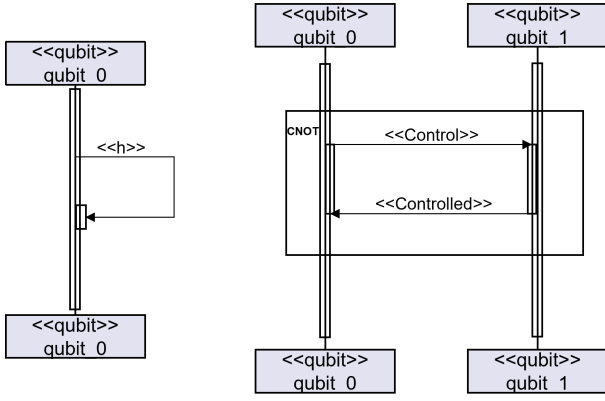 <<qubit>>
qubit_0
<<h>>
<<qubit>>
qubit_0
<<qubit>>
qubit_0
<<qubit>>
qubit_1
CNOT
<<Control>>
<<Controlled>>
<<qubit>>
qubit_0
<<qubit>>
qubit_1